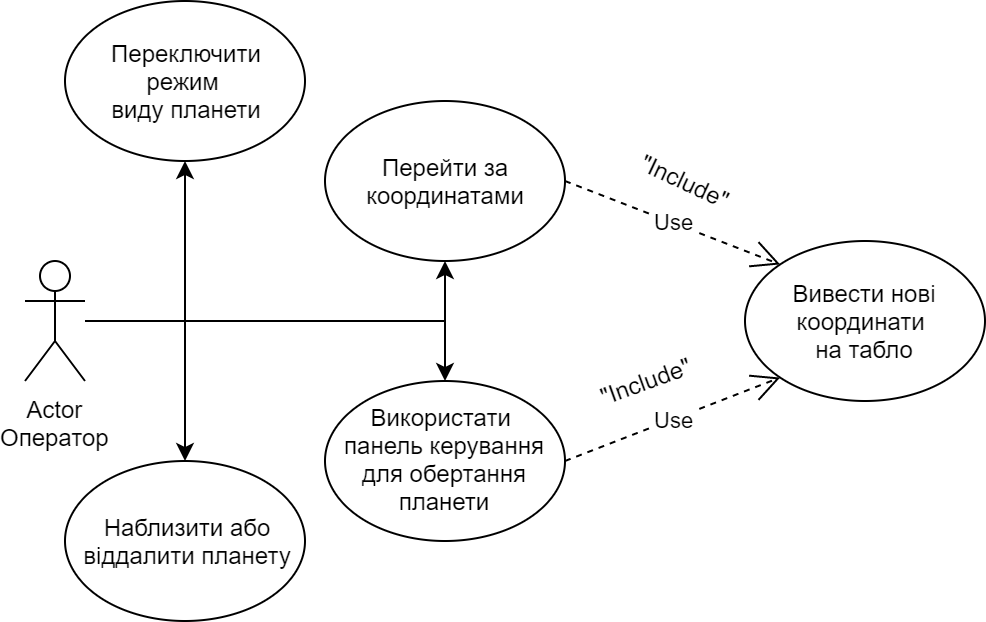 Переключити
режим
виду планети
Перейти за
координатами
"Include"
Use
Вивести нові
координати
на табло
Actor
Оператор
Використати
панель керування
для обертання
планети
"Include"
Use
Наблизити або
віддалити планету